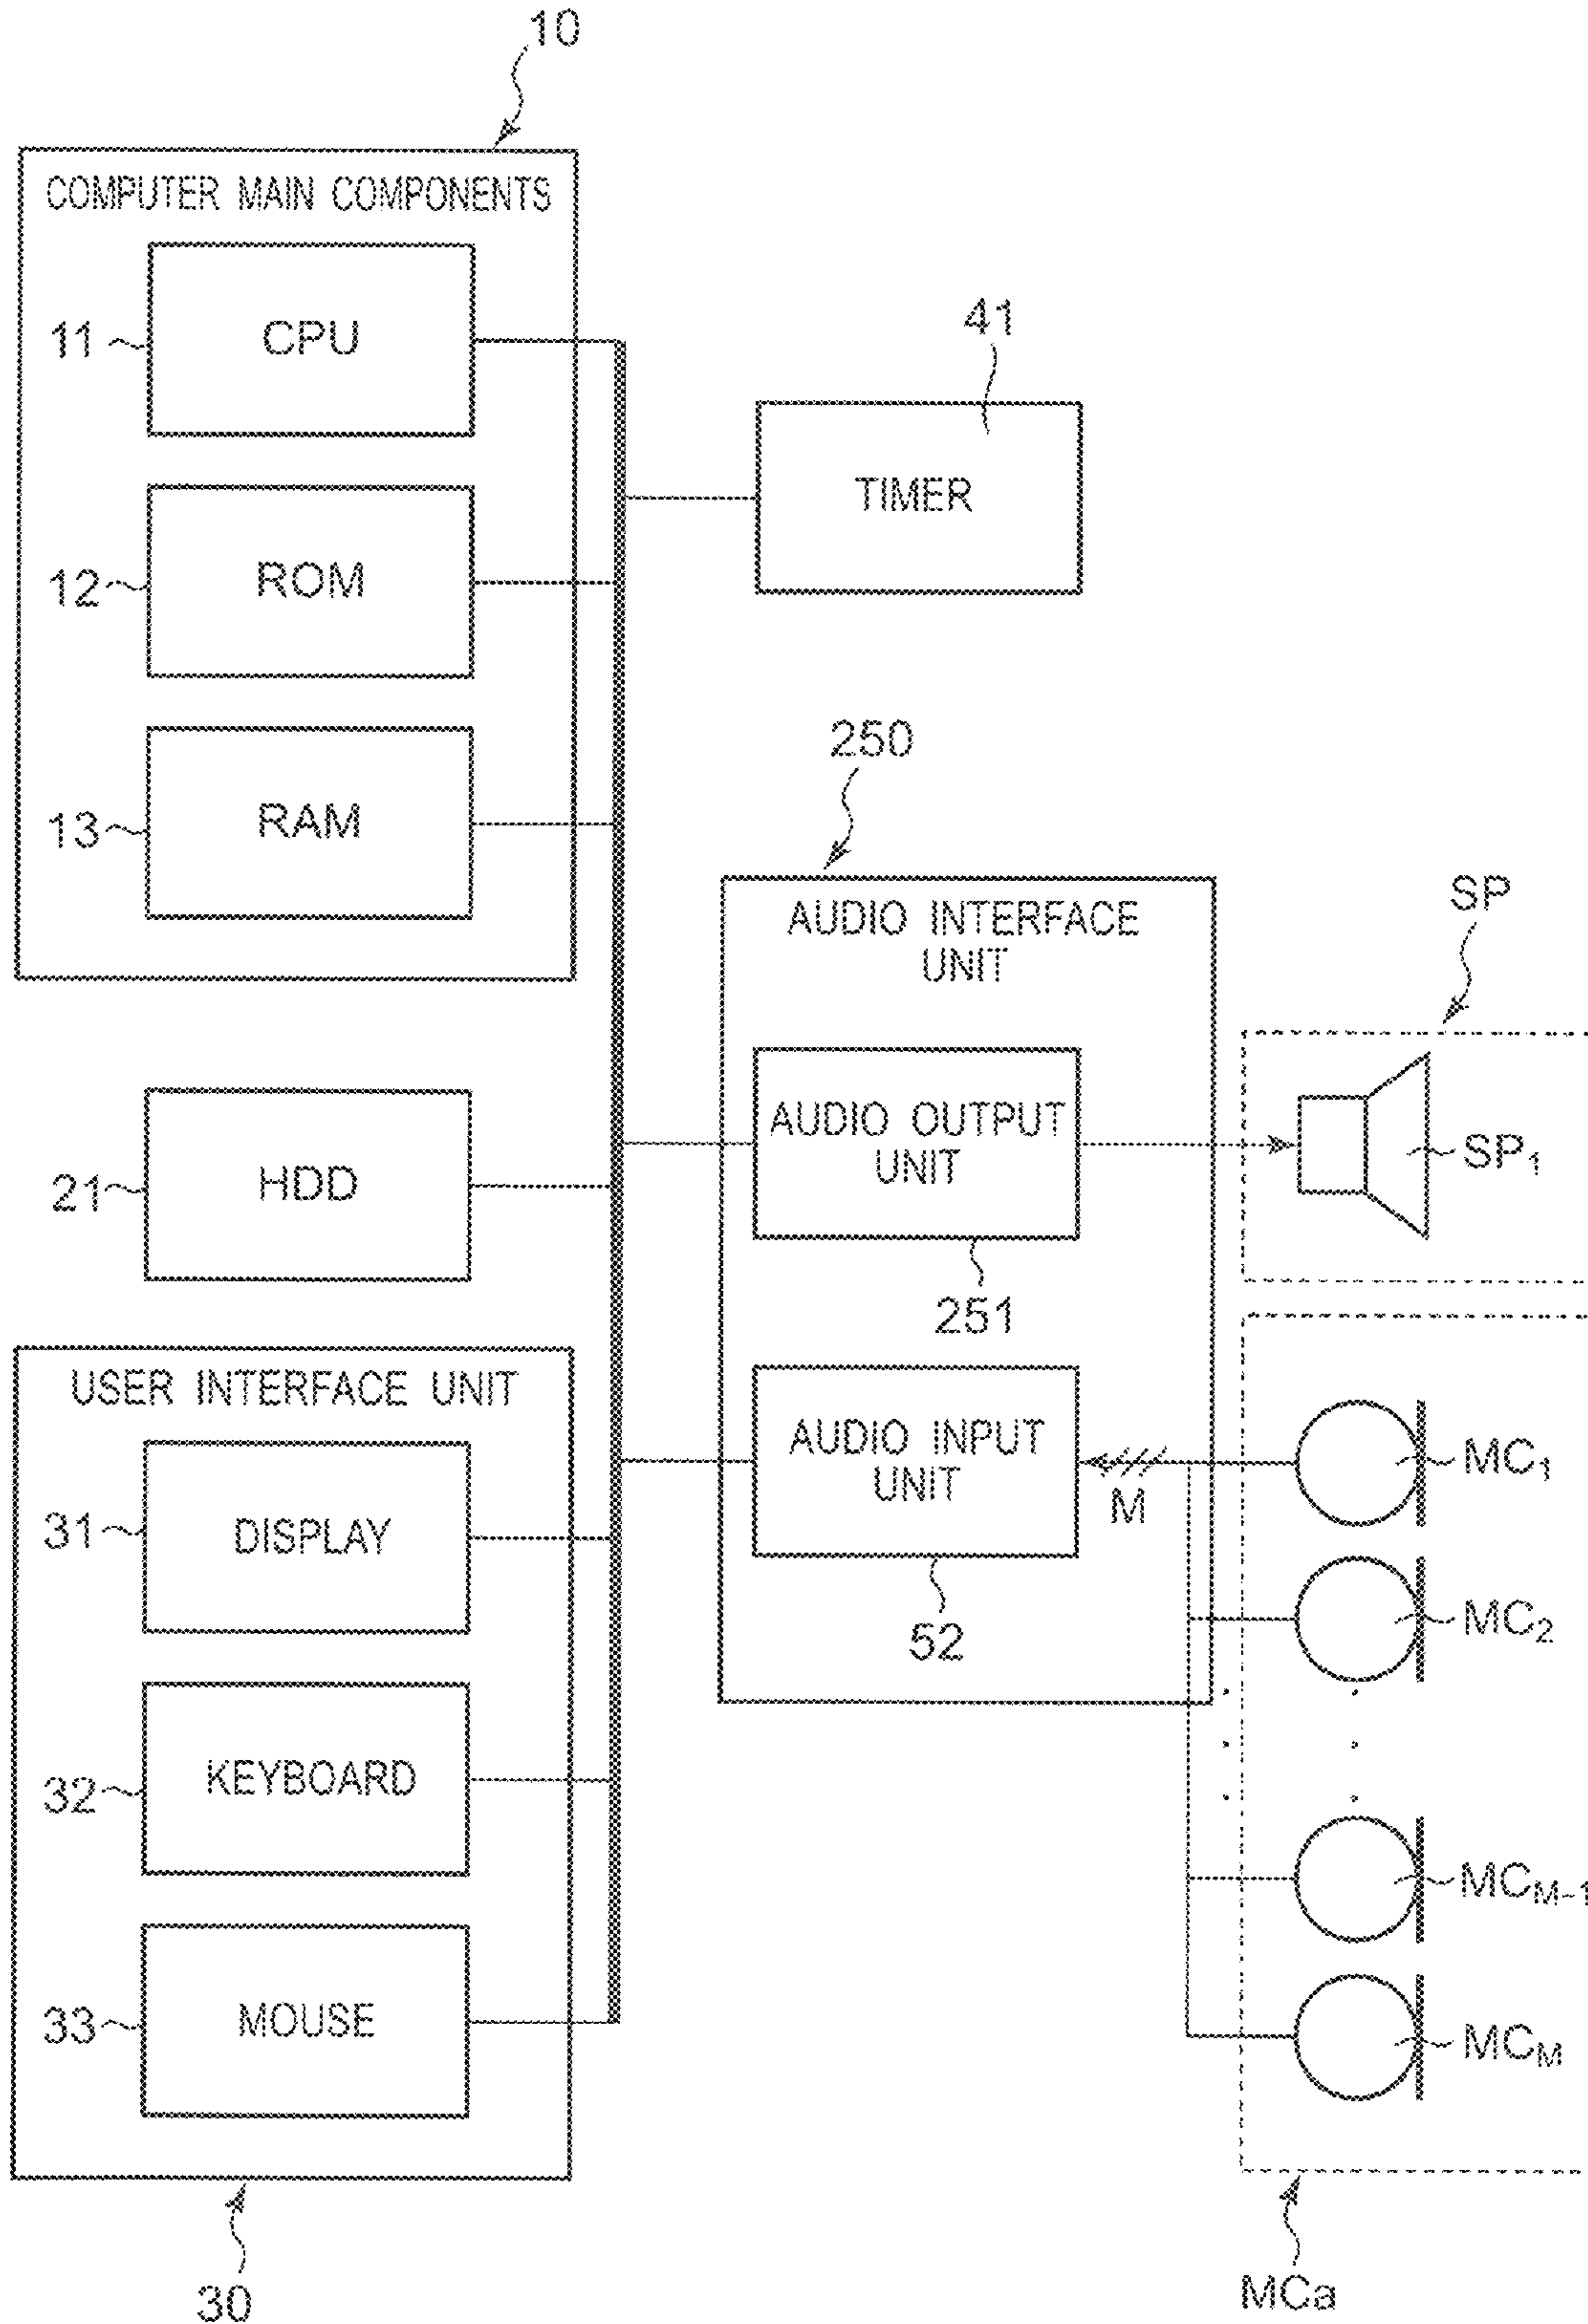 10
COMPUTER MAIN COMPONENTS
11
CPU
12
ROM
13
RAM
41
TIMER
250
AUDIO INTERFACE
UNIT
AUDIO OUTPUT
UNIT
251
AUDIO INPUT
UNIT
52
M
SP
SP₁
21
HDD
USER INTERFACE UNIT
31
DISPLAY
32
KEYBOARD
33
MOUSE
30
MC₁
MC₂
MC_M-1
MC_M
MCa